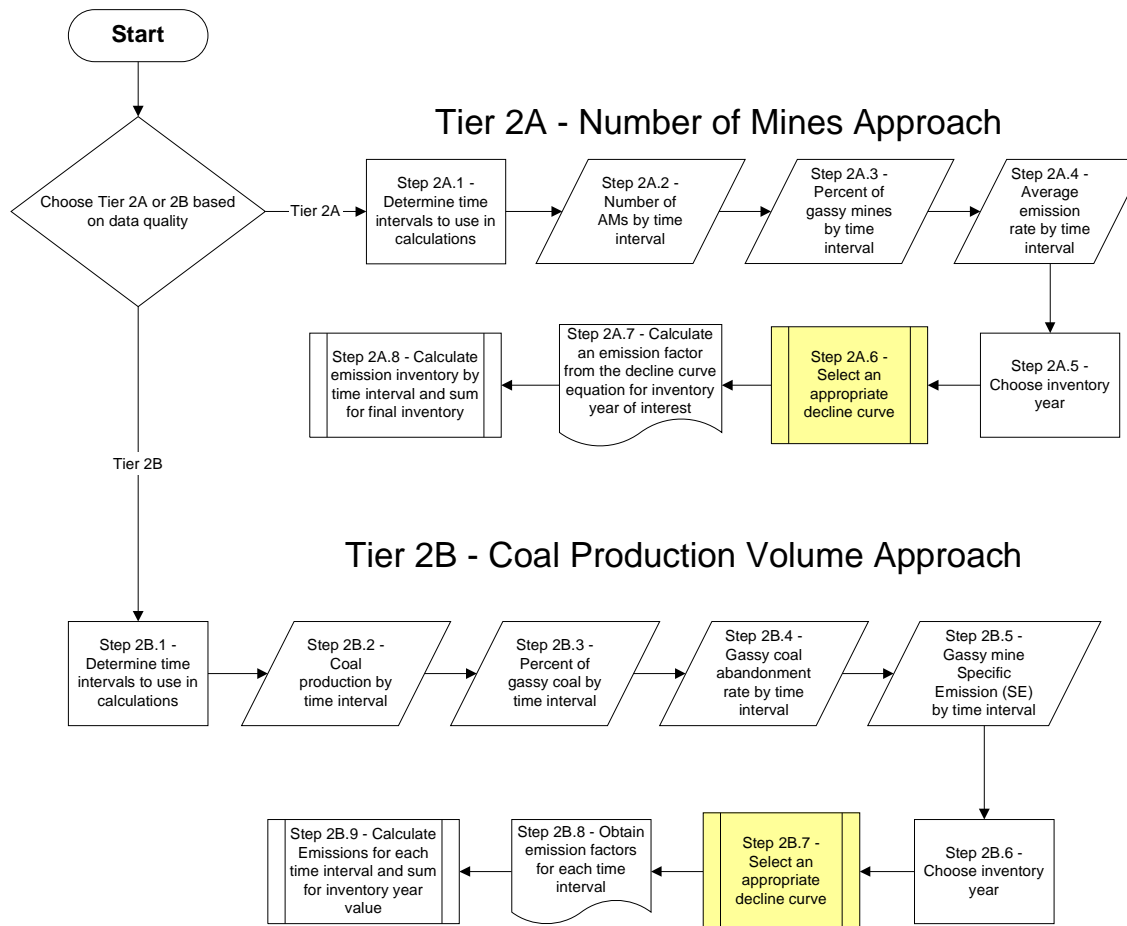 Start
Tier 2A - Number of Mines Approach
Choose Tier 2A or 2B based
on data quality
Tier 2A
Step 2A.1 -
Determine time
intervals to use in
calculations
Step 2A.2 -
Number of
AMs by time
interval
Step 2A.3 -
Percent of
gassy mines
by time
interval
Step 2A.4 -
Average
emission
rate by time
interval
Step 2A.5 -
Choose inventory
year
Step 2A.6 -
Select an
appropriate
decline curve
Step 2A.7 - Calculate
an emission factor
from the decline curve
equation for inventory
year of interest
Step 2A.8 - Calculate
emission inventory by
time interval and sum
for final inventory
Tier 2B
Tier 2B - Coal Production Volume Approach
Step 2B.1 -
Determine time
intervals to use in
calculations
Step 2B.2 -
Coal
production by
time interval
Step 2B.3 -
Percent of
gassy coal by
time interval
Step 2B.4 -
Gassy coal
abandonment
rate by time
interval
Step 2B.5 -
Gassy mine
Specific
Emission (SE)
by time interval
Step 2B.6 -
Choose inventory
year
Step 2B.7 -
Select an
appropriate
decline curve
Step 2B.8 - Obtain
emission factors
for each time
interval
Step 2B.9 - Calculate
Emissions for each
time interval and sum
for inventory year
value